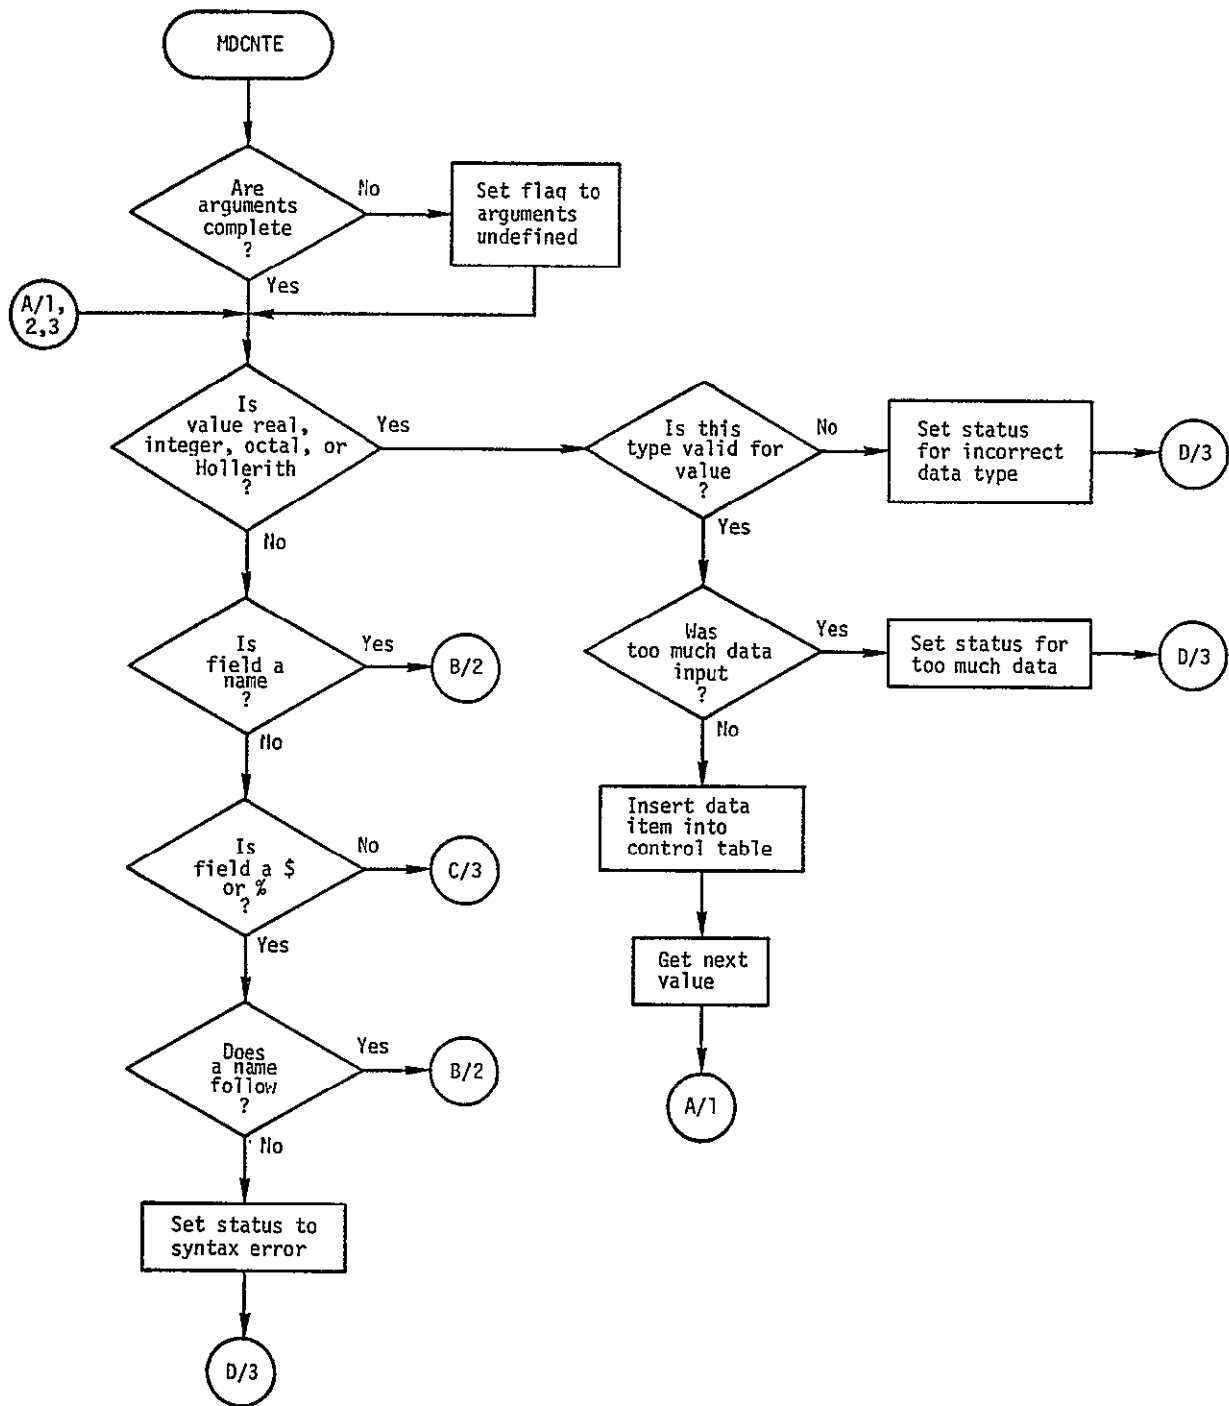 MDCNTE
Are
arguments
complete
?
No
Set flag to
arguments
undefined
Yes
A/1,
2,3
Is
value real,
integer, octal, or
Hollerith
?
Yes
Is this
type valid for
value
?
No
Set status
for incorrect
data type
D/3
No
Yes
Is
field a
name
?
Yes
B/2
Was
too much data
input
?
Yes
Set status for
too much data
D/3
No
No
Is
field a $
or %
?
No
C/3
Insert data
item into
control table
Yes
Get next
value
Does
a name
follow
?
Yes
B/2
A/1
No
Set status to
syntax error
D/3